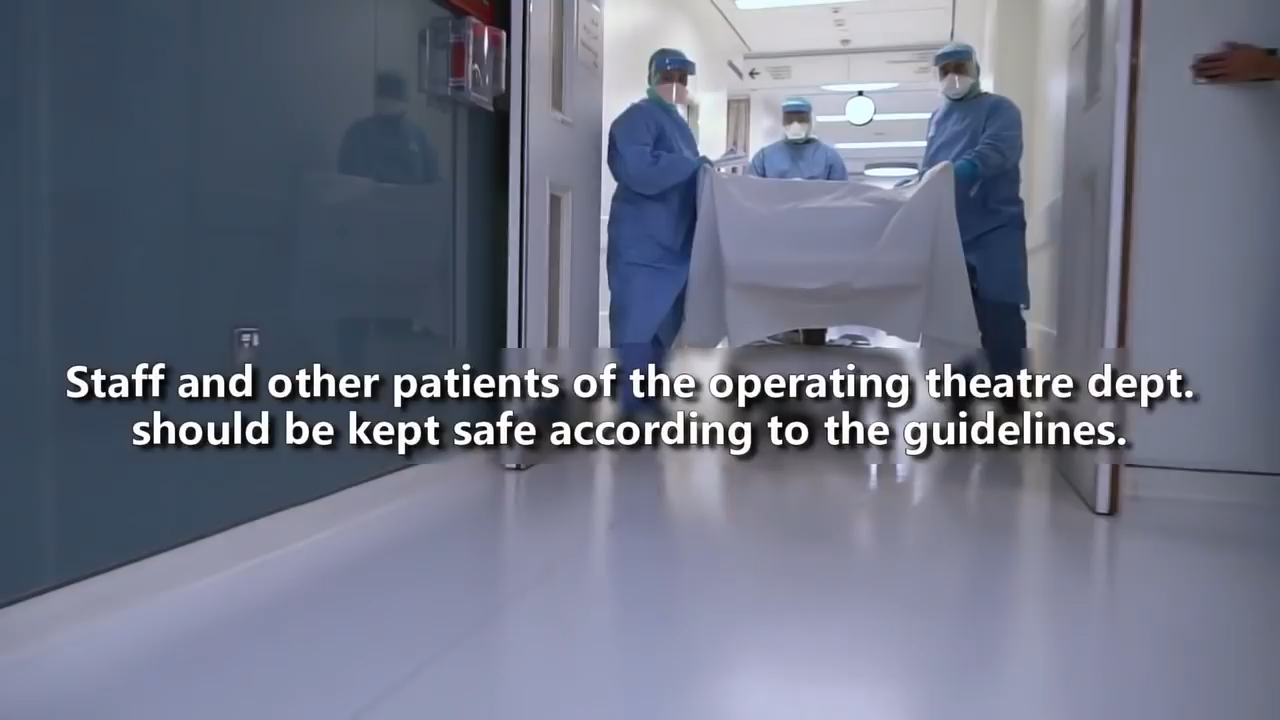 Staff and other patients of the operating theatre dept.
should be kept safe according to the guidelines.